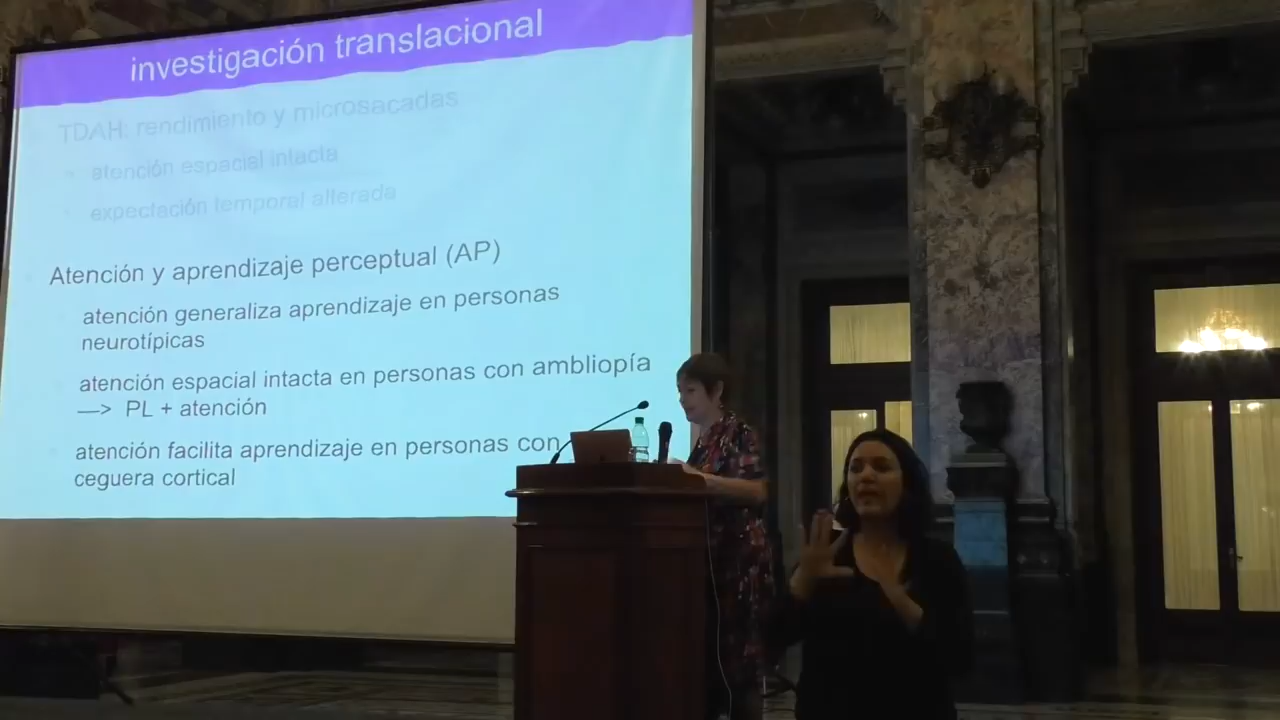 investigación translacional
TDAH: rendimiento y microsacadas
atención espacial intacta
expectación temporal alterada
Atención y aprendizaje perceptual (AP)
atención generaliza aprendizaje en personas
neurotípicas
atención espacial intacta en personas con ambliopía
—> PL + atención
atención facilita aprendizaje en personas con
ceguera cortical